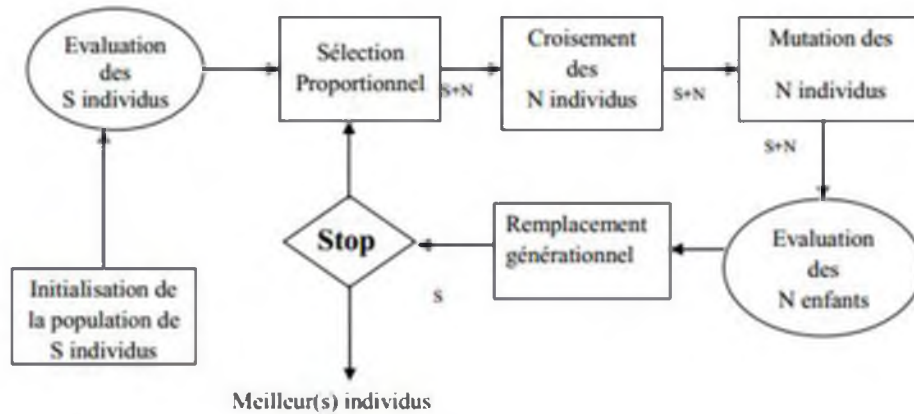 Evaluation
des
S individus
Sélection
Proportionnel
S+N
Croisement
des
N individus
S+N
Mutation des
N individus
S+N
Evaluation
des
N enfants
Remplacement
générationnel
S
Stop
Initialisation de
la population de
S individus
Meilleur(s) individus